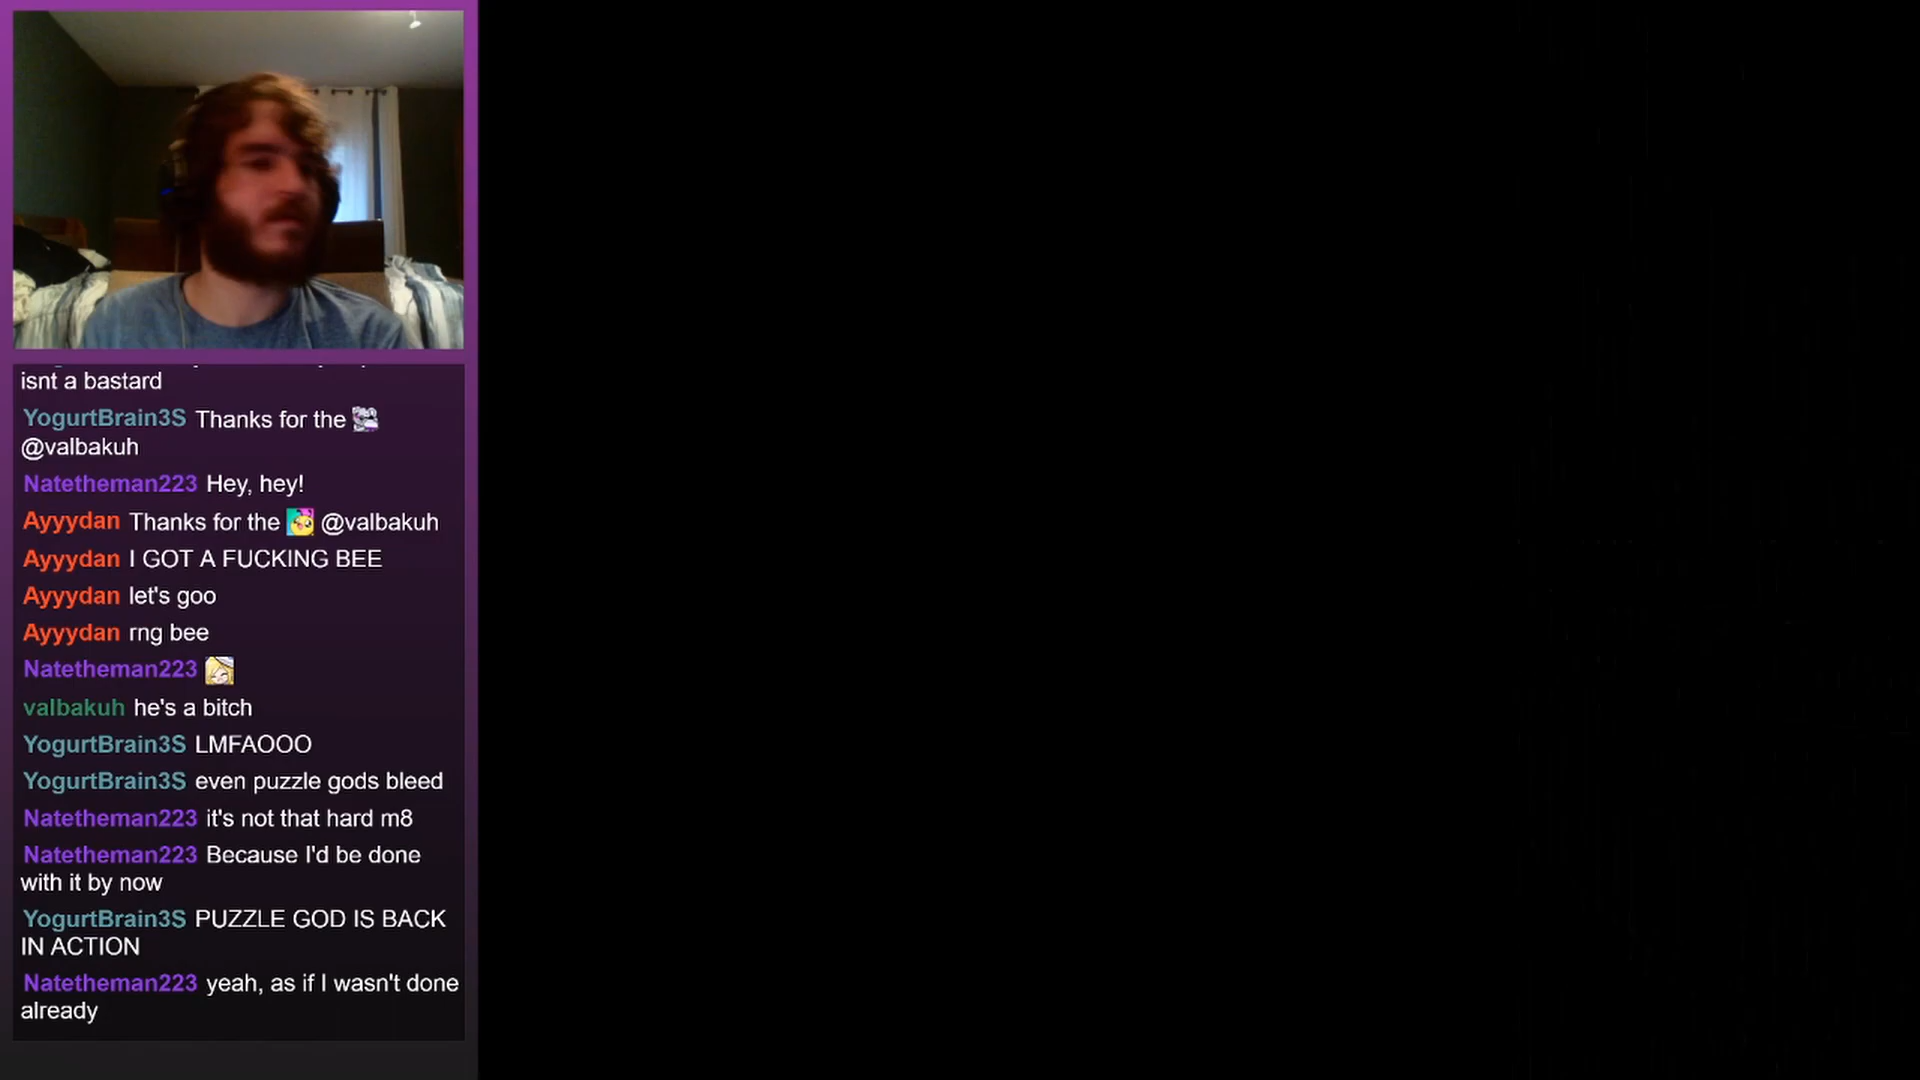 isnt a bastard
YogurtBrain3S Thanks for the
@valbakuh
Natetheman223 Hey, hey!
Ayyydan Thanks for the @valbakuh
Ayyydan I GOT A FUCKING BEE
Ayyydan let's goo
Ayyydan rng bee
Natetheman223
valbakuh he's a bitch
YogurtBrain3S LMFAOOO
YogurtBrain3S even puzzle gods bleed
Natetheman223 it's not that hard m8
Natetheman223 Because I'd be done
with it by now
YogurtBrain3S PUZZLE GOD IS BACK
IN ACTION
Natetheman223 yeah, as if I wasn't done
already